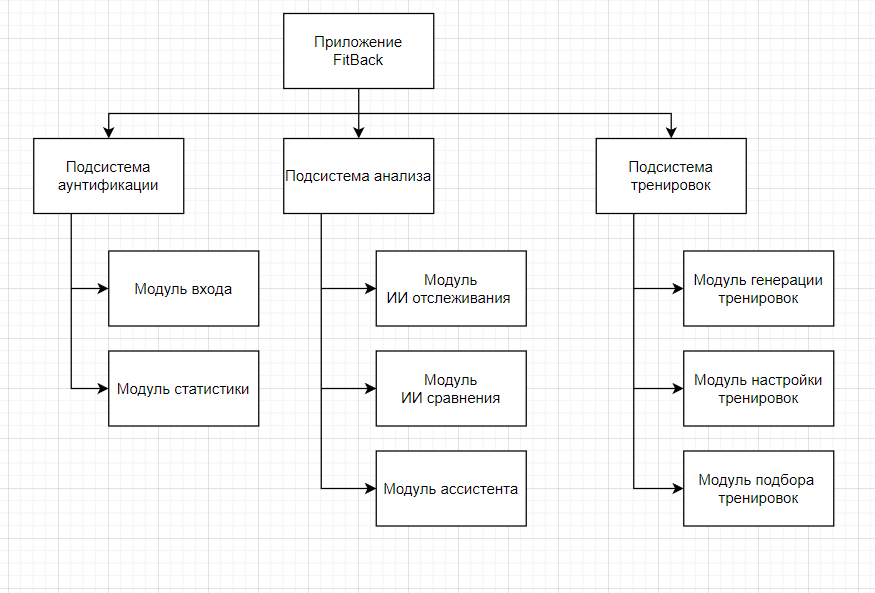 Приложение
FitBack
Подсистема
аунтификации
Подсистема анализа
Подсистема
тренировок
Модуль входа
Модуль
ИИ отслеживания
Модуль генерации
тренировок
Модуль статистики
Модуль
ИИ сравнения
Модуль настройки
тренировок
Модуль ассистента
Модуль подбора
тренировок